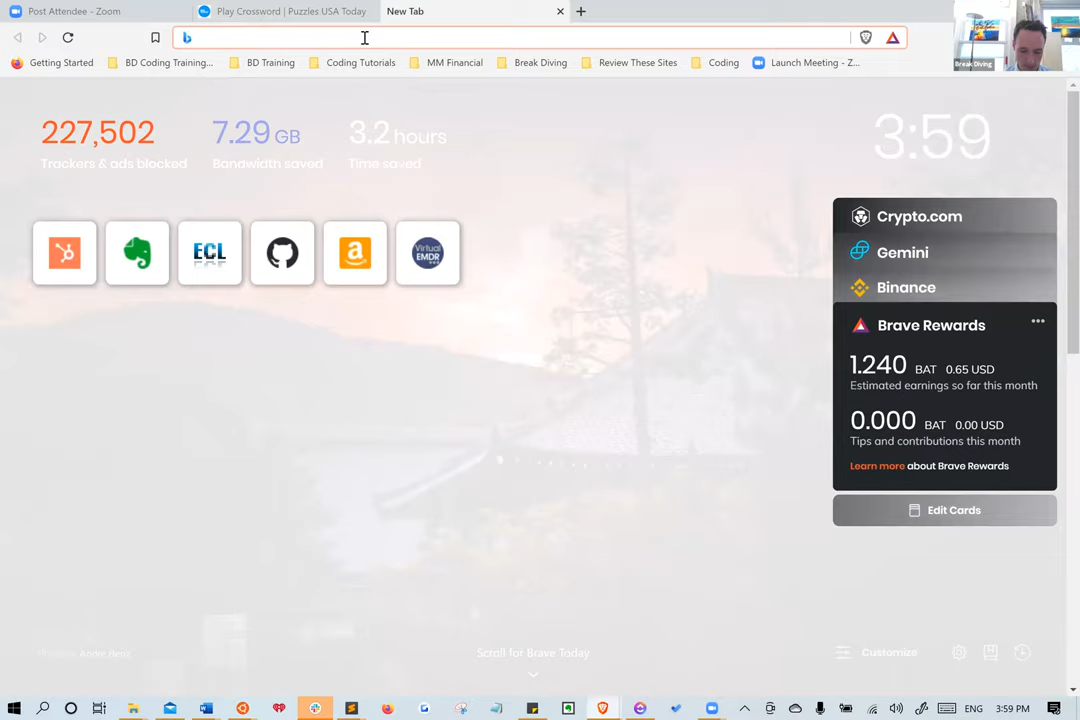 Post Attendee - Zoom
Play Crossword | Puzzles USA Today
New Tab
Getting Started
BD Coding Training...
BD Training
Coding Tutorials
MM Financial
Break Diving
Review These Sites
Coding
Launch Meeting - Z...
Break Diving
227,502
Trackers & ads blocked
7.29 GB
Bandwidth saved
3.2 hours
Time saved
3:59
Crypto.com
Gemini
Binance
ECL
Virtual
EMDR
Brave Rewards
1.240 BAT 0.65 USD
Estimated earnings so far this month
0.000 BAT 0.00 USD
Tips and contributions this month
Learn more about Brave Rewards
Edit Cards
Andre Benz
Scroll for Brave Today
Customize
ENG
3:59 PM